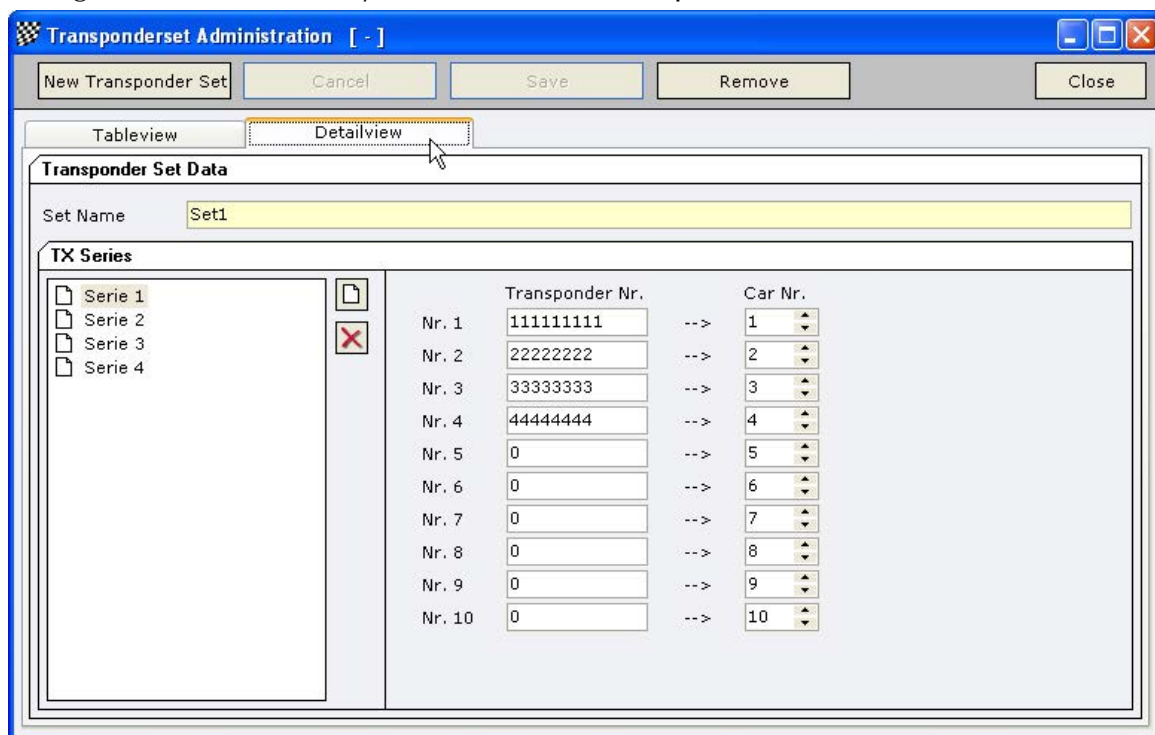 Transponderset Administration [ - ]
New Transponder Set Cancel Save Remove Close
Tableview Detailview
Transponder Set Data
Set Name Set1
TX Series
Serie 1
Serie 2
Serie 3
Serie 4
Transponder Nr. Car Nr.
Nr. 1 111111111 --> 1
Nr. 2 22222222 --> 2
Nr. 3 33333333 --> 3
Nr. 4 44444444 --> 4
Nr. 5 0 --> 5
Nr. 6 0 --> 6
Nr. 7 0 --> 7
Nr. 8 0 --> 8
Nr. 9 0 --> 9
Nr. 10 0 --> 10